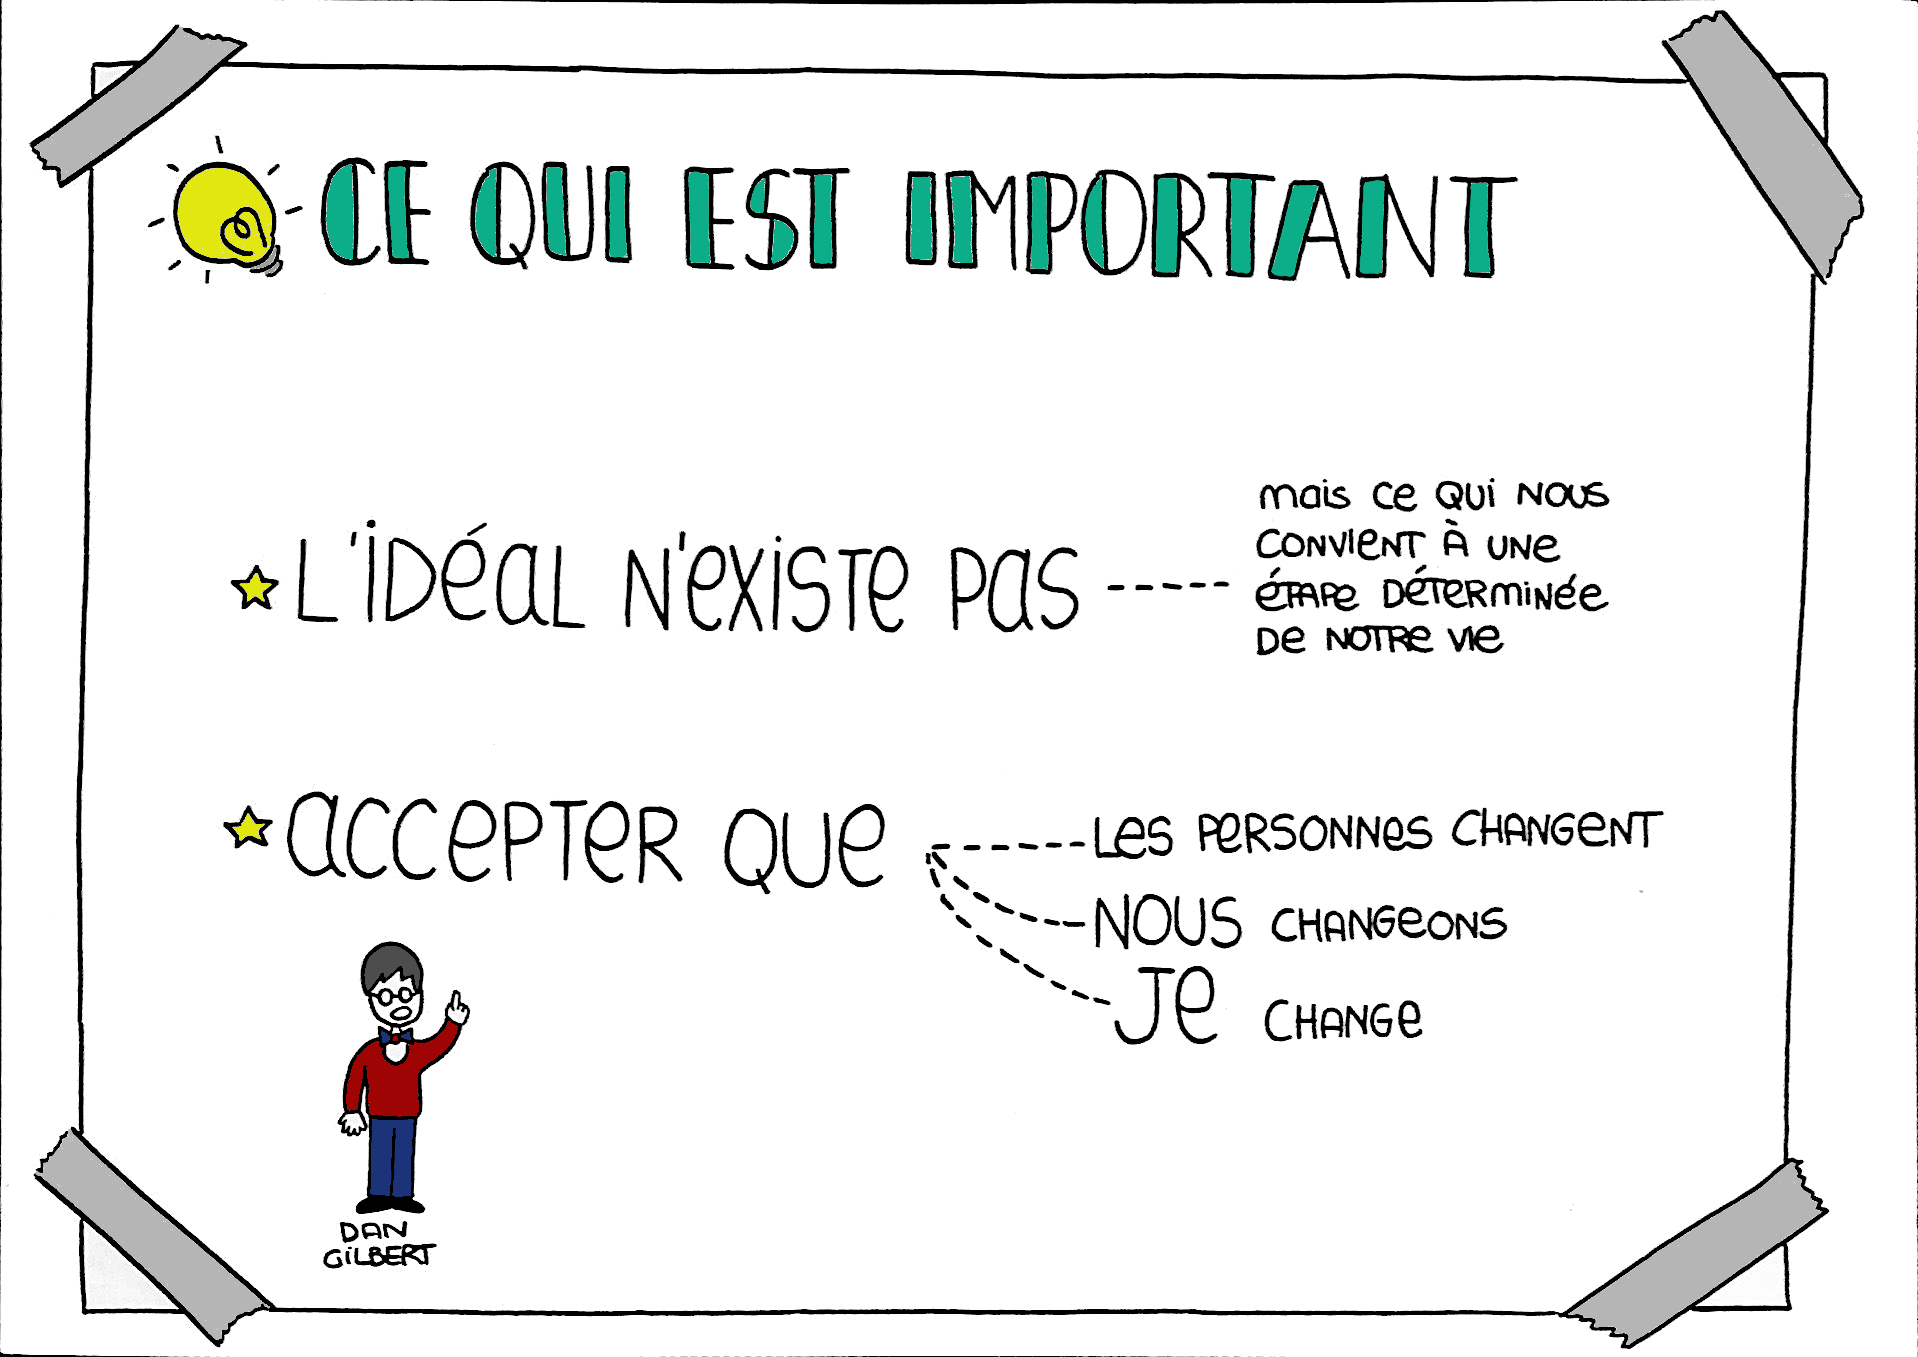 CE QUI EST IMPORTANT
L'IDÉAL N'EXISTE PAS
MAIS CE QUI NOUS
CONVIENT À UNE
ÉTAPE DÉTERMINÉE
DE NOTRE VIE
ACCEPTER QUE
LES PERSONNES CHANGENT
NOUS CHANGEONS
JE CHANGE
DAN
GILBERT